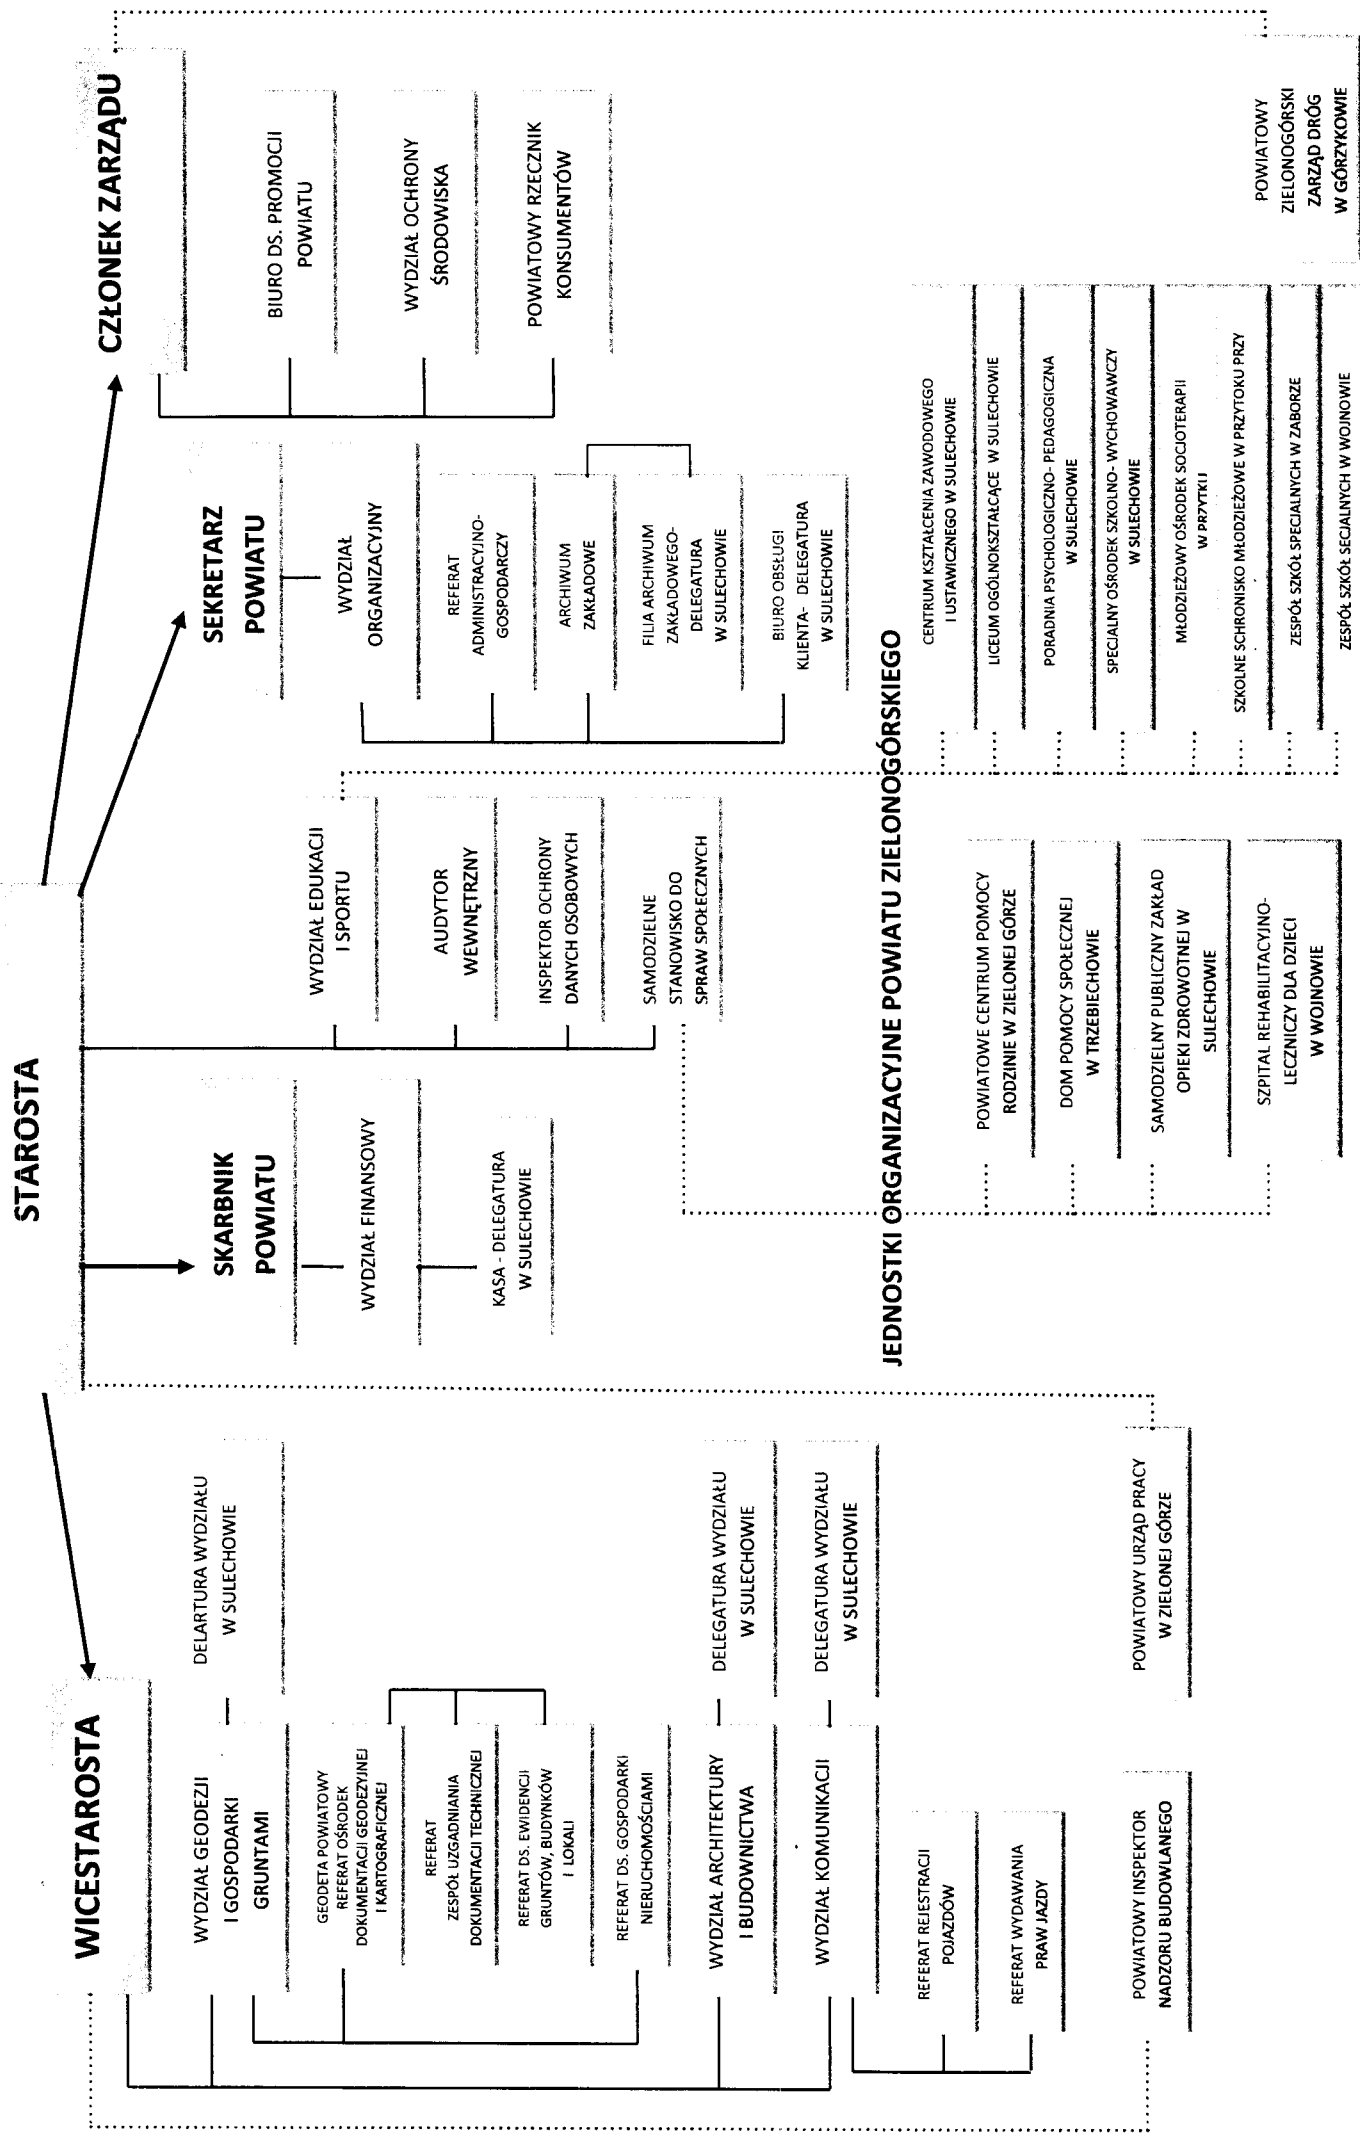 STAROSTA
WICESTAROSTA
WYDZIAŁ GEODEZJI
I GOSPODARKI
GRUNTAMI
DELARTURA WYDZIAŁU
W SULECHOWIE
GEODETA POWIATOWY
REFERAT OŚRODEK
DOKUMENTACJI GEODEZYJNEJ
I KARTOGRAFICZNEJ
REFERAT
ZESPÓŁ UZGADNIANIA
DOKUMENTACJI TECHNICZNEJ
REFERAT DS. EWIDENCJI
GRUNTÓW, BUDYNKÓW
I LOKALI
REFERAT DS. GOSPODARKI
NIERUCHOMOŚCIAMI
WYDZIAŁ ARCHITEKTURY
I BUDOWNICTWA
DELEGATURA WYDZIAŁU
W SULECHOWIE
WYDZIAŁ KOMUNIKACJI
DELEGATURA WYDZIAŁU
W SULECHOWIE
REFERAT REJESTRACJI
POJAZDÓW
REFERAT WYDAWANIA
PRAW JAZDY
SKARBNIK
POWIATU
WYDZIAŁ FINANSOWY
KASA - DELEGATURA
W SULECHOWIE
WYDZIAŁ EDUKACJI
I SPORTU
AUDYTOR
WEWNĘTRZNY
INSPEKTOR OCHRONY
DANYCH OSOBOWYCH
SAMODZIELNE
STANOWISKO DO
SPRAW SPOŁECZNYCH
SEKRETARZ
POWIATU
WYDZIAŁ
ORGANIZACYJNY
REFERAT
ADMINISTRACYJNO-
GOSPODARCZY
ARCHIWUM
ZAKŁADOWE
FILIA ARCHIWUM
ZAKŁADOWEGO-
DELEGATURA
W SULECHOWIE
BIURO OBSŁUGI
KLIENTA- DELEGATURA
W SULECHOWIE
CZŁONEK ZARZĄDU
BIURO DS. PROMOCJI
POWIATU
WYDZIAŁ OCHRONY
ŚRODOWISKA
POWIATOWY RZECZNIK
KONSUMENTÓW
JEDNOSTKI ORGANIZACYJNE POWIATU ZIELONOGÓRSKIEGO
POWIATOWY INSPEKTOR
NADZORU BUDOWLANEGO
POWIATOWY URZĄD PRACY
W ZIELONEJ GÓRZE
POWIATOWE CENTRUM POMOCY
RODZINIE W ZIELONEJ GÓRZE
DOM POMOCY SPOŁECZNEJ
W TRZEBIECHOWIE
SAMODZIELNY PUBLICZNY ZAKŁAD
OPIEKI ZDROWOTNEJ W
SULECHOWIE
SZPITAL REHABILITACYJNO-
LECZNICZY DLA DZIECI
W WOJNOWIE
CENTRUM KSZTAŁCENIA ZAWODOWEGO
I USTAWICZNEGO W SULECHOWIE
LICEUM OGÓLNOKSZTAŁCĄCE W SULECHOWIE
PORADNIA PSYCHOLOGICZNO- PEDAGOGICZNA
W SULECHOWIE
SPECJALNY OŚRODEK SZKOLNO- WYCHOWAWCZY
W SULECHOWIE
MŁODZIEŻOWY OŚRODEK SOCJOTERAPII
W PRZYTKU
SZKOLNE SCHRONISKO MŁODZIEŻOWE W PRZYTOKU PRZY
ZESPÓŁ SZKÓŁ SPECJALNYCH W ZABORZE
ZESPÓŁ SZKÓŁ SECJALNYCH W WOJNOWIE
POWIATOWY
ZIELONOGÓRSKI
ZARZĄD DRÓG
W GÓRZYKOWIE